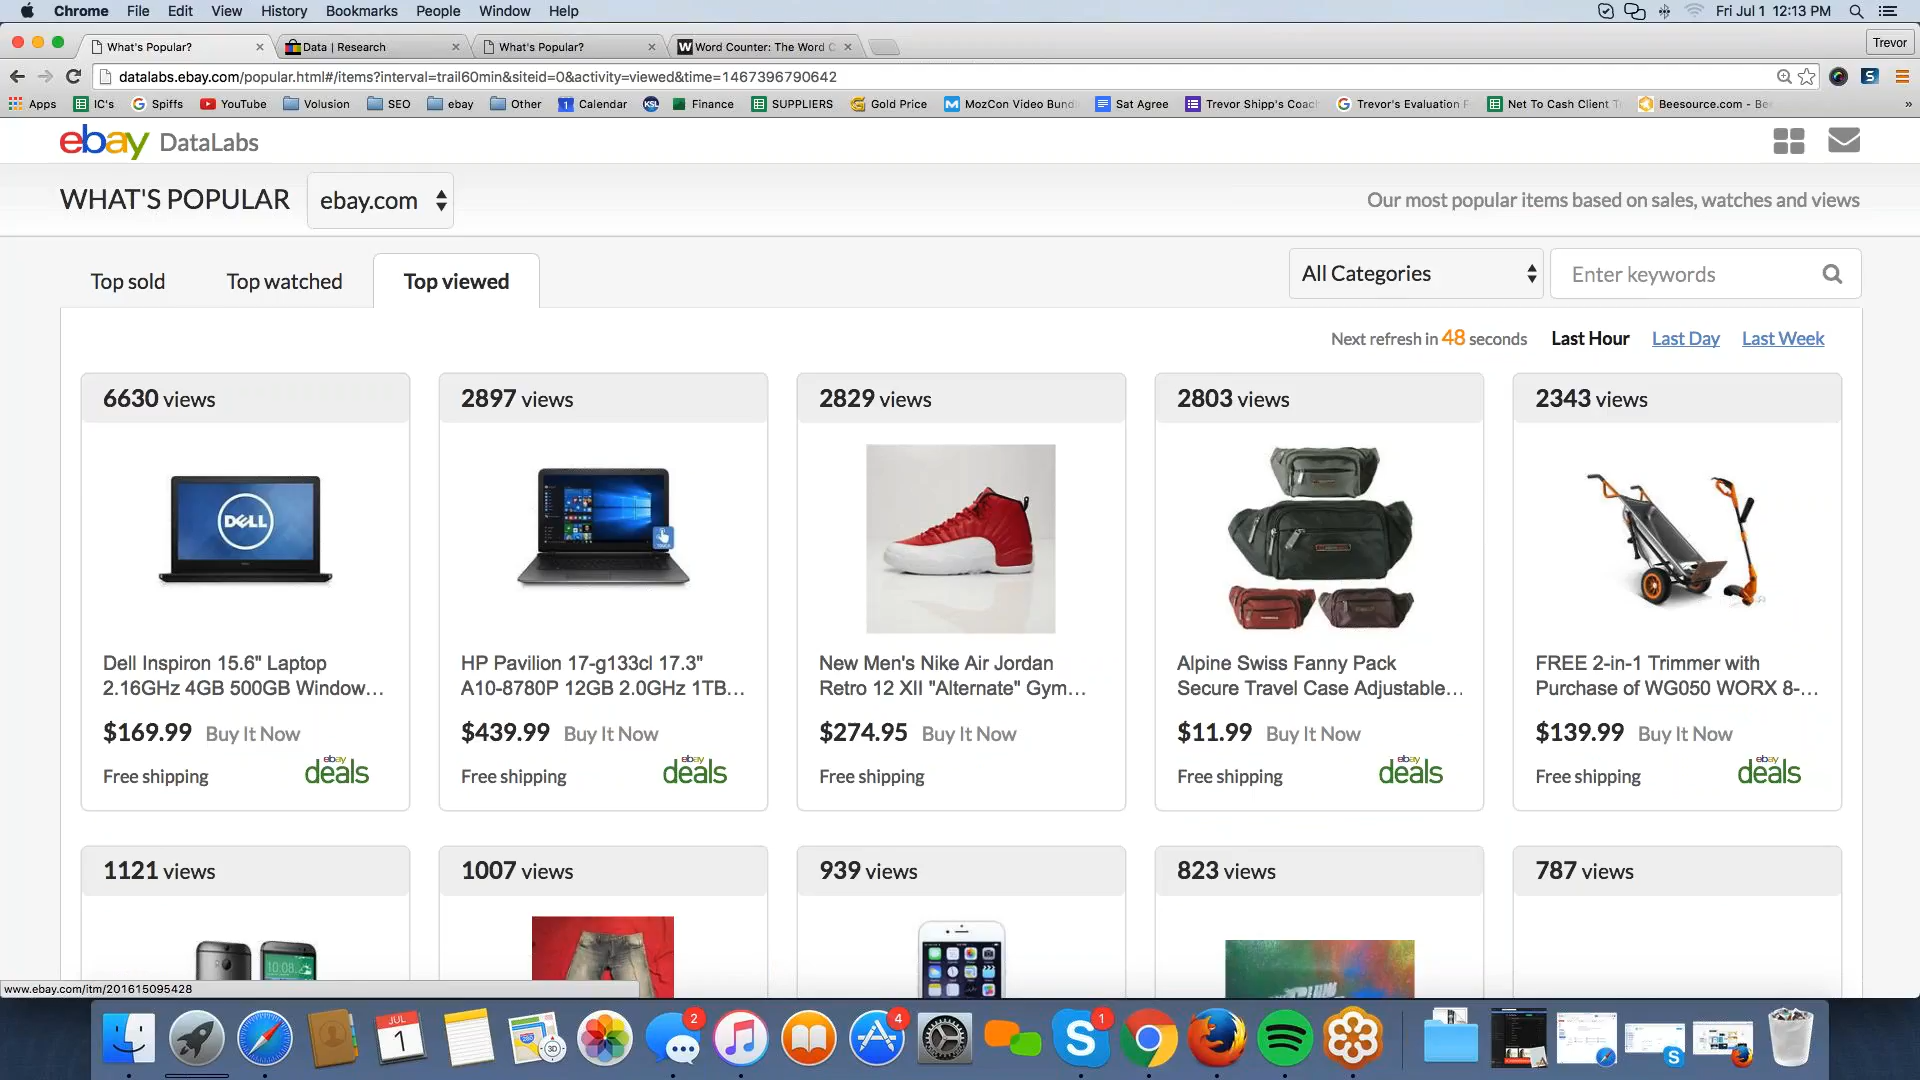 Chrome File Edit View History Bookmarks People Window Help Fri Jul 1 12:13 PM
What's Popular? Data | Research What's Popular? Word Counter: The Word C Trevor
datalabs.ebay.com/popular.html#/items?interval=trail60min&siteid=0&activity=viewed&time=1467396790642
Apps IC's Spiffs YouTube Volusion SEO ebay Other Calendar KSL Finance SUPPLIERS Gold Price MozCon Video Bundl Sat Agree Trevor Shipp's Coac Trevor's Evaluation F Net To Cash Client T Beesource.com - Be »
ebay DataLabs
WHAT'S POPULAR ebay.com Our most popular items based on sales, watches and views
Top sold Top watched Top viewed All Categories Enter keywords
Next refresh in 48 seconds Last Hour Last Day Last Week
6630 views 2897 views 2829 views 2803 views 2343 views
DELL
TOUCH
Dell Inspiron 15.6" Laptop
2.16GHz 4GB 500GB Window...
$169.99 Buy It Now
Free shipping ebay deals
HP Pavilion 17-g133cl 17.3"
A10-8780P 12GB 2.0GHz 1TB...
$439.99 Buy It Now
Free shipping ebay deals
New Men's Nike Air Jordan
Retro 12 XII "Alternate" Gym...
$274.95 Buy It Now
Free shipping
Alpine Swiss Fanny Pack
Secure Travel Case Adjustable...
$11.99 Buy It Now
Free shipping ebay deals
FREE 2-in-1 Trimmer with
Purchase of WG050 WORX 8-...
$139.99 Buy It Now
Free shipping ebay deals
1121 views 1007 views 939 views 823 views 787 views
10:08
www.ebay.com/itm/201615095428
JUL
1
280
3D
2
4
1